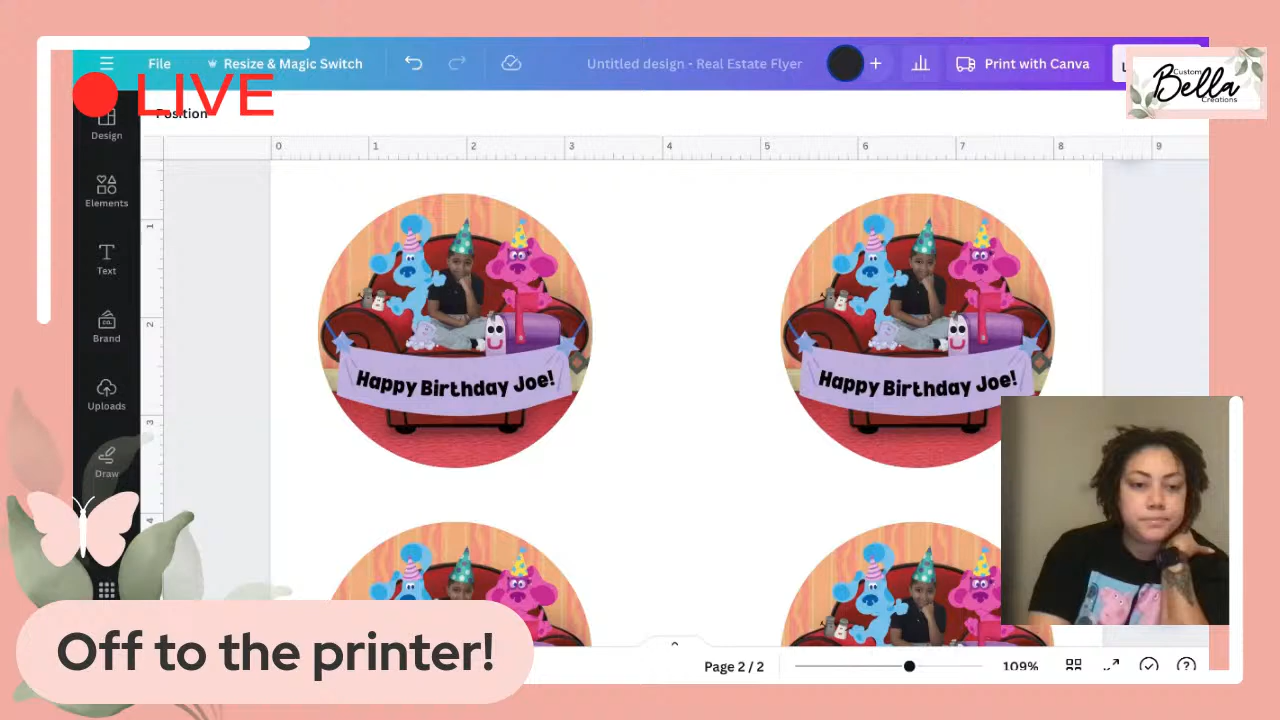 File
Resize & Magic Switch
Untitled design - Real Estate Flyer
Print with Canva
LIVE
Position
Custom
Bella
Creations
Design
Elements
Text
Brand
Uploads
Draw
0 1 2 3 4 5 6 7 8 9
1
2
3
4
Happy Birthday Joe!
Happy Birthday Joe!
Off to the printer!
Page 2 / 2
109%